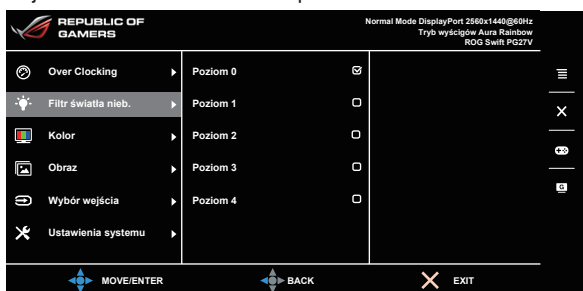 REPUBLIC OF
GAMERS
Normal Mode DisplayPort 2560x1440@60Hz
Tryb wyścigów Aura Rainbow
ROG Swift PG27V
Over Clocking
Filtr światła nieb.
Kolor
Obraz
Wybór wejścia
Ustawienia systemu
Poziom 0
Poziom 1
Poziom 2
Poziom 3
Poziom 4
G
MOVE/ENTER
BACK
EXIT